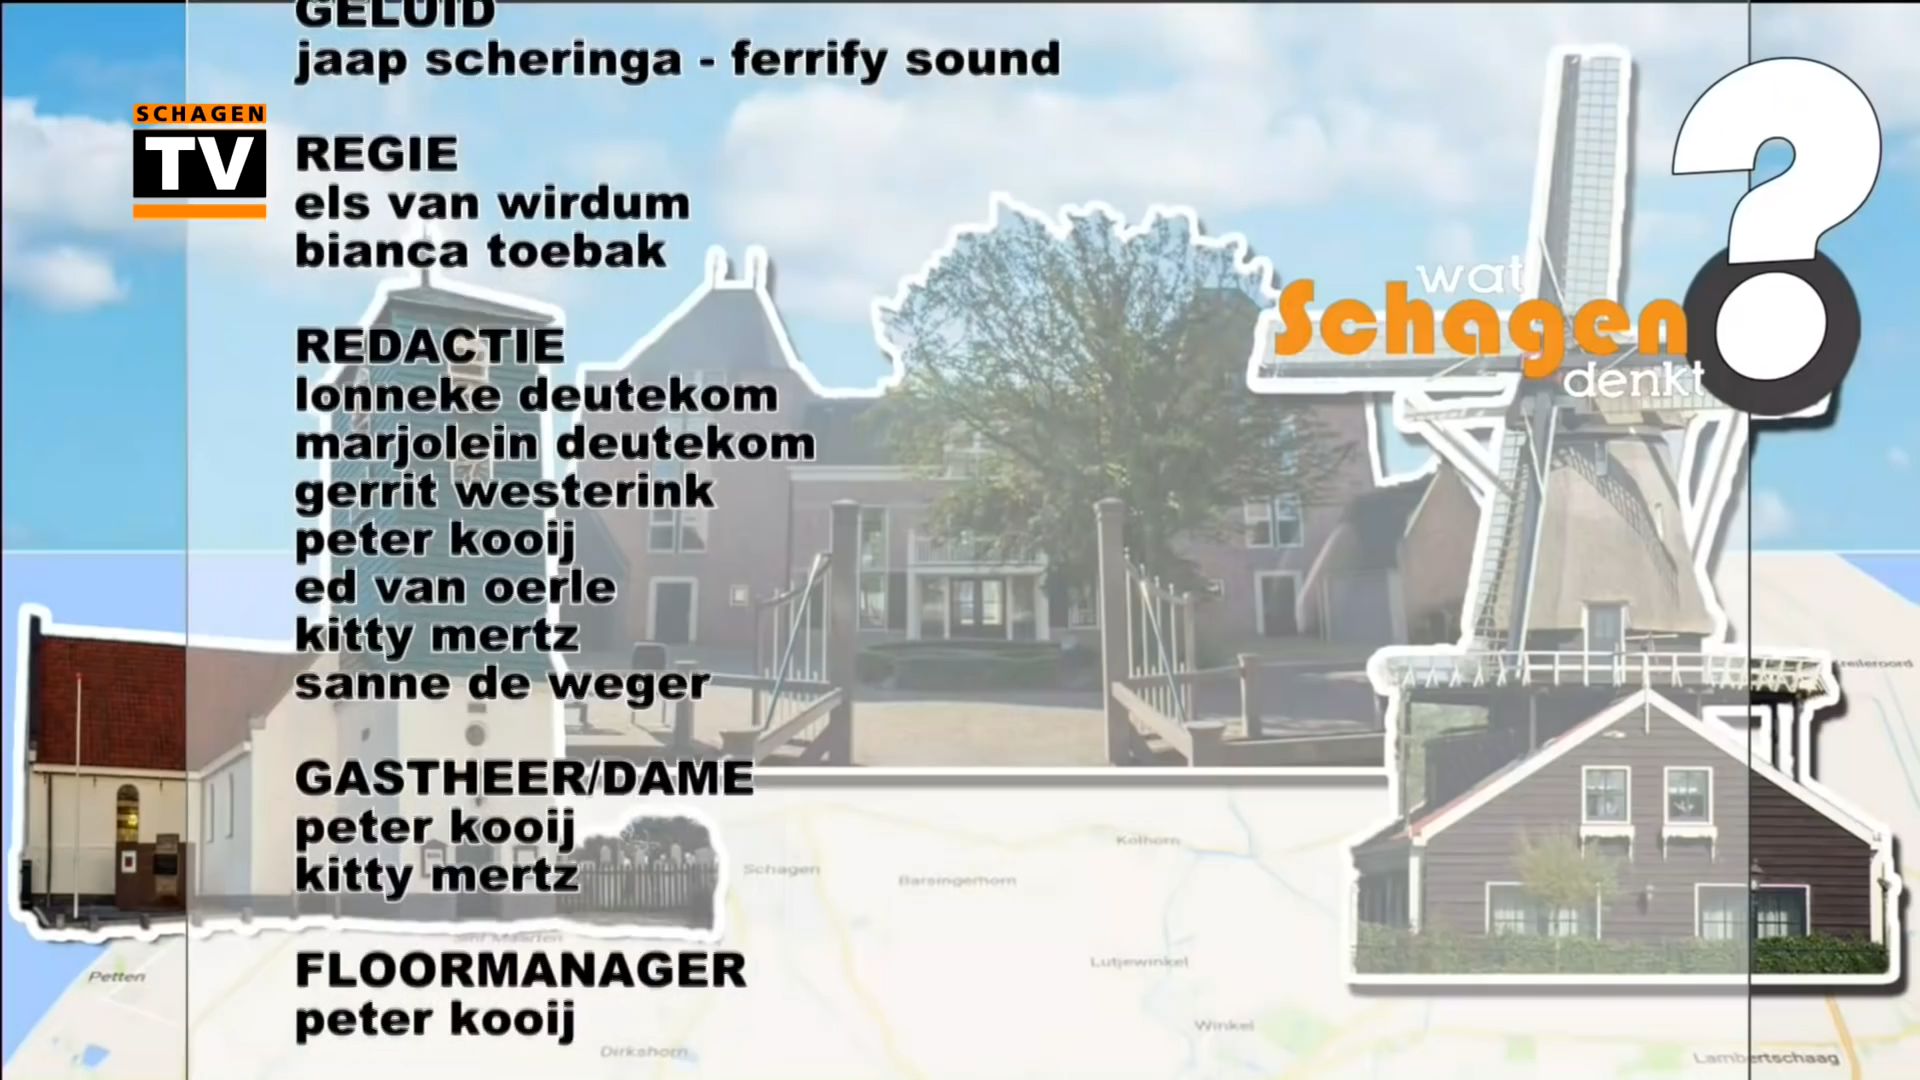 GELUID
jaap scheringa - ferrify sound
SCHAGEN
TV
REGIE
els van wirdum
bianca toebak
wat
Schagen
denkt
?
REDACTIE
lonneke deutekom
marjolein deutekom
gerrit westerink
peter kooij
ed van oerle
kitty mertz
sanne de weger
GASTHEER/DAME
peter kooij
kitty mertz
FLOORMANAGER
peter kooij
Kolhorn
Schagen
Barsingerhorn
Sint Maarten
Lutjewinkel
Petten
Winkel
Dirkshorn
Lambertschaag